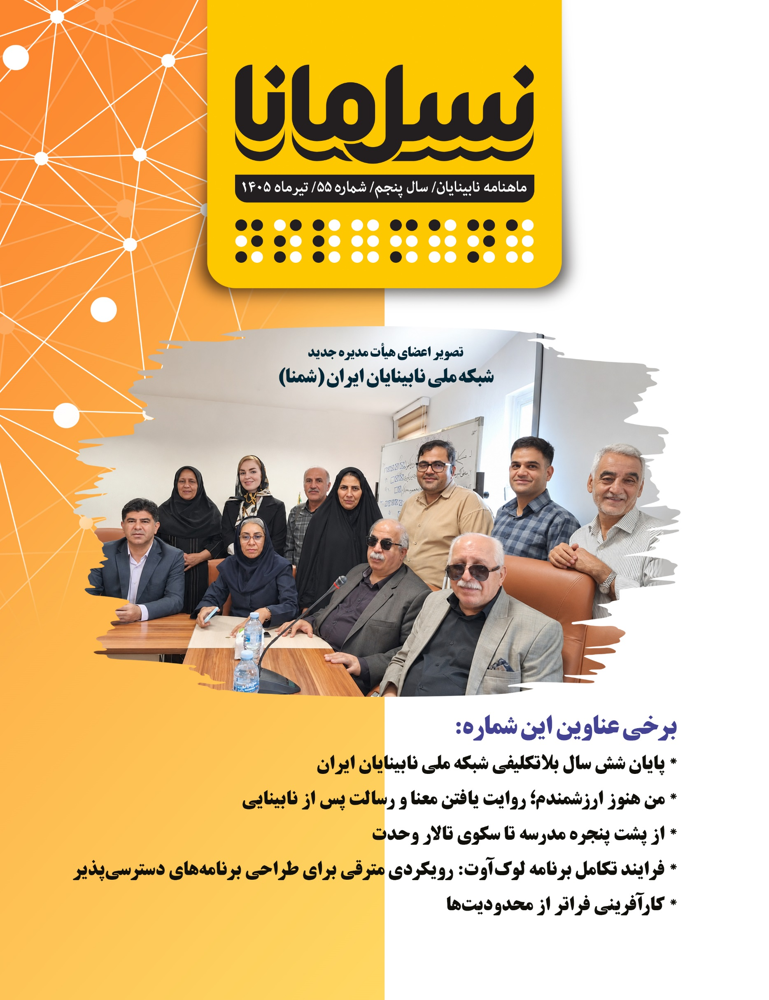 نسل مانا
ماهنامه نابینایان/ سال پنجم/ شماره ۵۵/ تیرماه ۱۴۰۵
تصویر اعضای هیأت مدیره جدید
شبکه ملی نابینایان ایران (شمنا)
برخی عناوین این شماره:
* پایان شش سال بلاتکلیفی شبکه ملی نابینایان ایران
* من هنوز ارزشمندم؛ روایت یافتن معنا و رسالت پس از نابینایی
* از پشت پنجره مدرسه تا سکوی تالار وحدت
* فرایند تکامل برنامه لوک‌آوت: رویکردی مترقی برای طراحی برنامه‌های دسترسی‌پذیر
* کارآفرینی فراتر از محدودیت‌ها